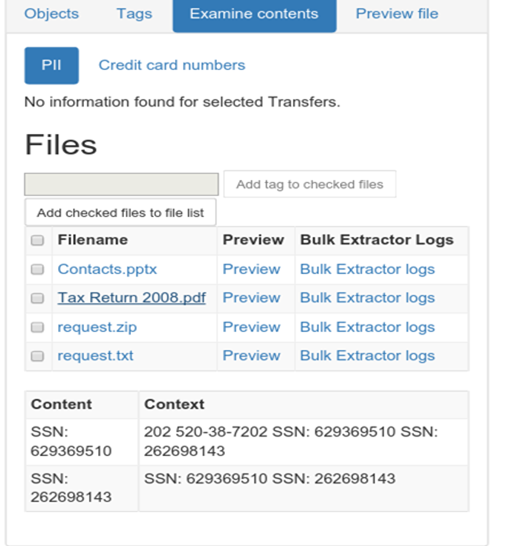 Objects Tags Examine contents Preview file
PII Credit card numbers
No information found for selected Transfers.
Files
Add tag to checked files
Add checked files to file list
Filename Preview Bulk Extractor Logs
Contacts.pptx Preview Bulk Extractor logs
Tax Return 2008.pdf Preview Bulk Extractor logs
request.zip Preview Bulk Extractor logs
request.txt Preview Bulk Extractor logs
Content Context
SSN: 202 520-38-7202 SSN: 629369510 SSN:
629369510 262698143
SSN: SSN: 629369510 SSN: 262698143
262698143